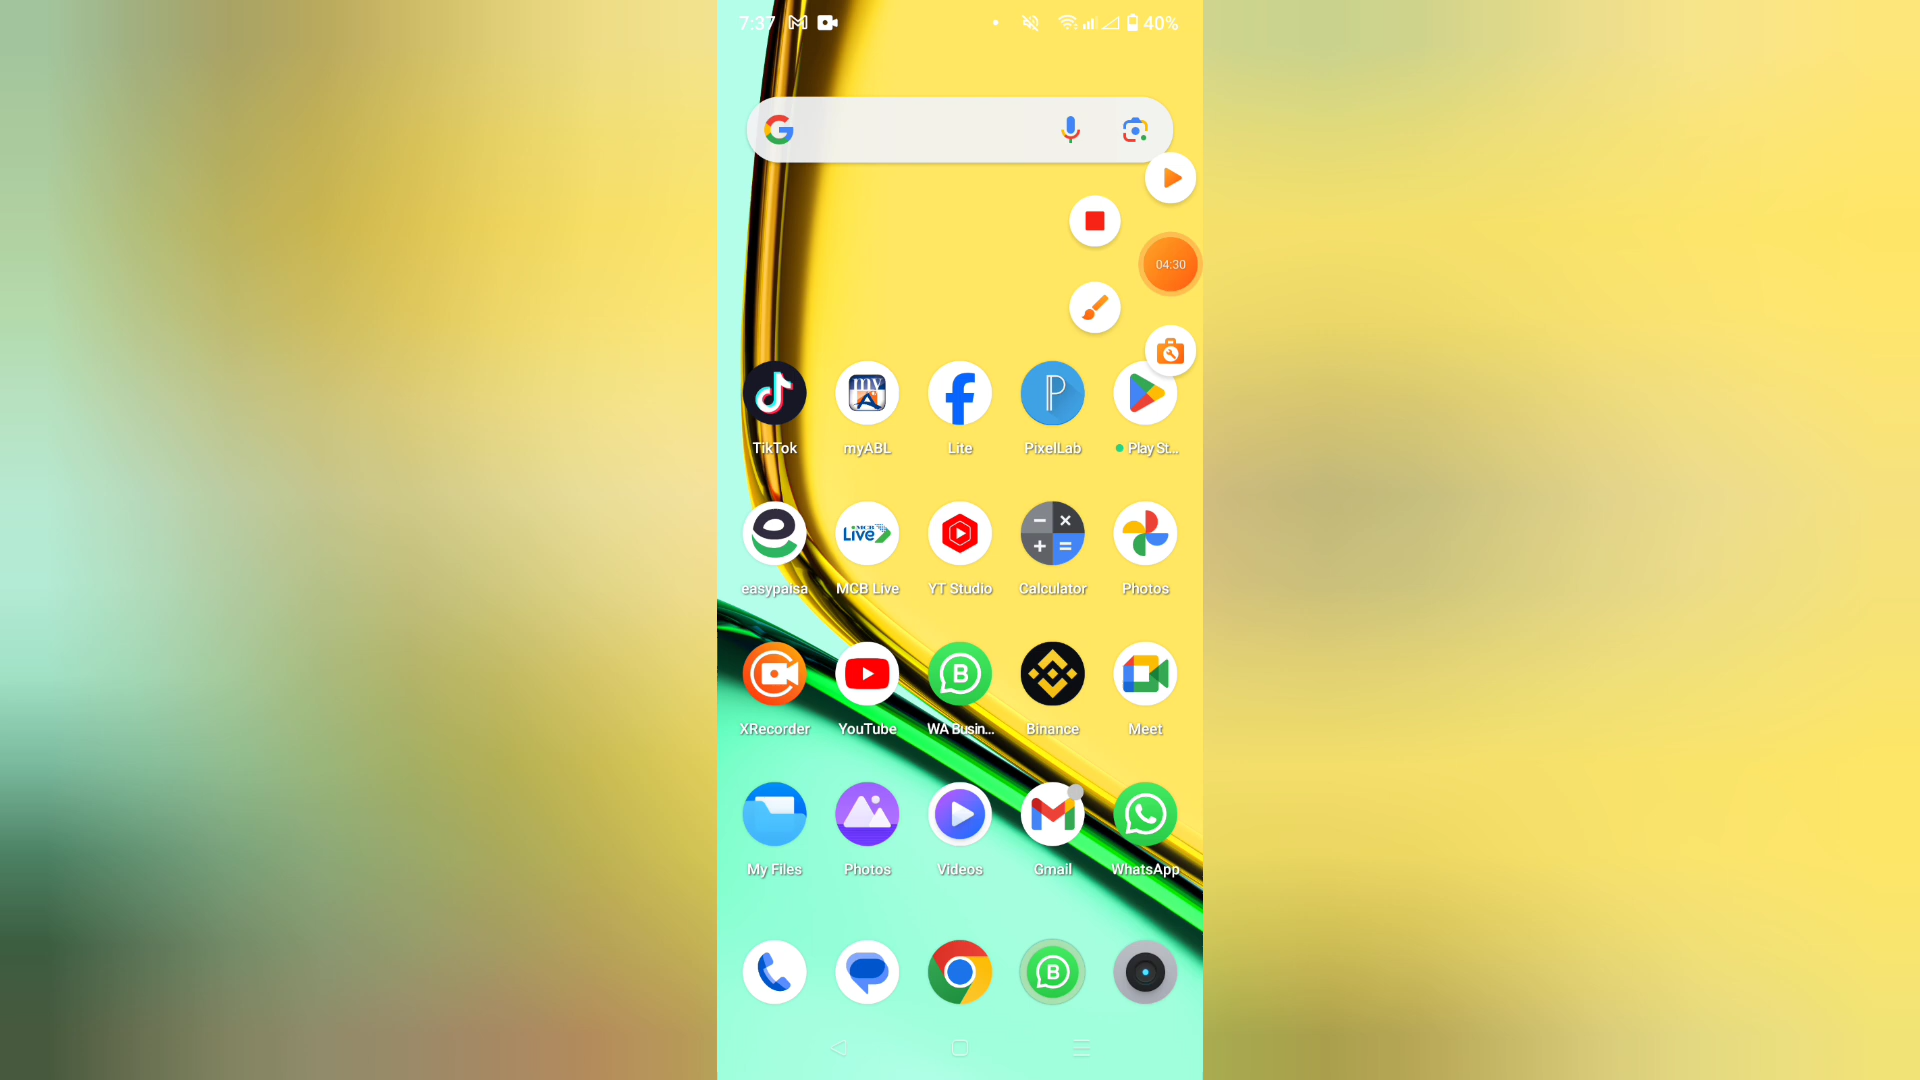 7:37 40%
04:30
TikTok myABL Lite PixelLab Play St...
easypaisa MCB Live YT Studio Calculator Photos
XRecorder YouTube WA Busin... Binance Meet
My Files Photos Videos Gmail WhatsApp